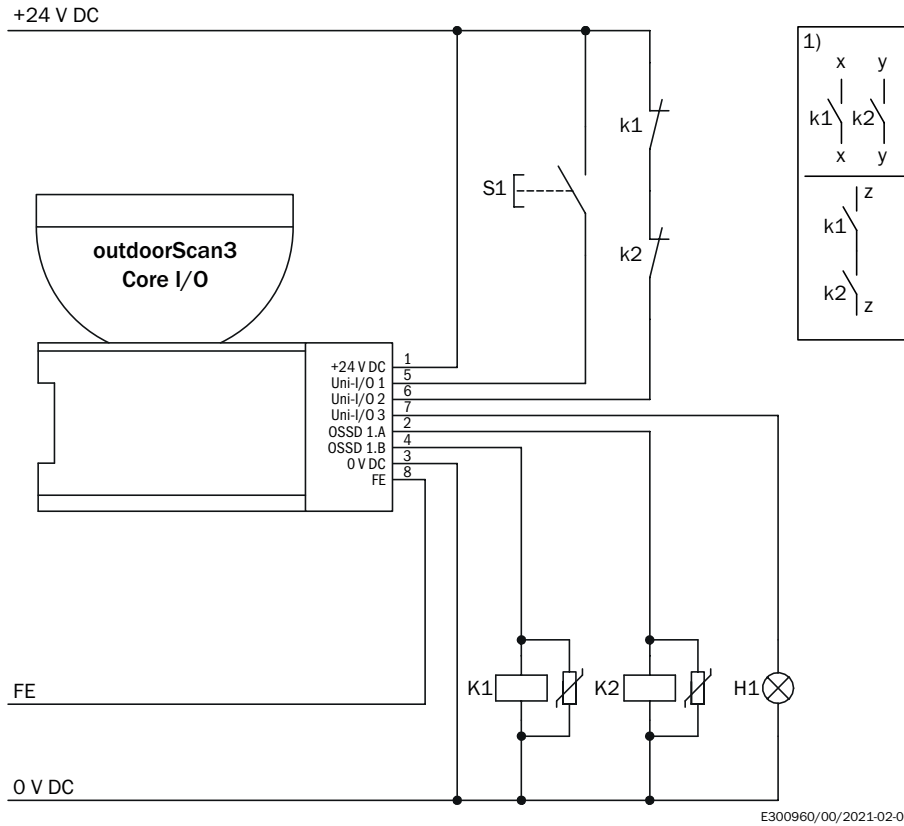 +24 V DC
1)
x y
k1 k2
x y
z
k1
k2
z
k1
S1
k2
outdoorScan3
Core I/O
+24 V DC 1
Uni-I/O 1 5
Uni-I/O 2 6
Uni-I/O 3 7
OSSD 1.A 2
OSSD 1.B 4
0 V DC 3
FE 8
FE
K1
K2
H1
0 V DC